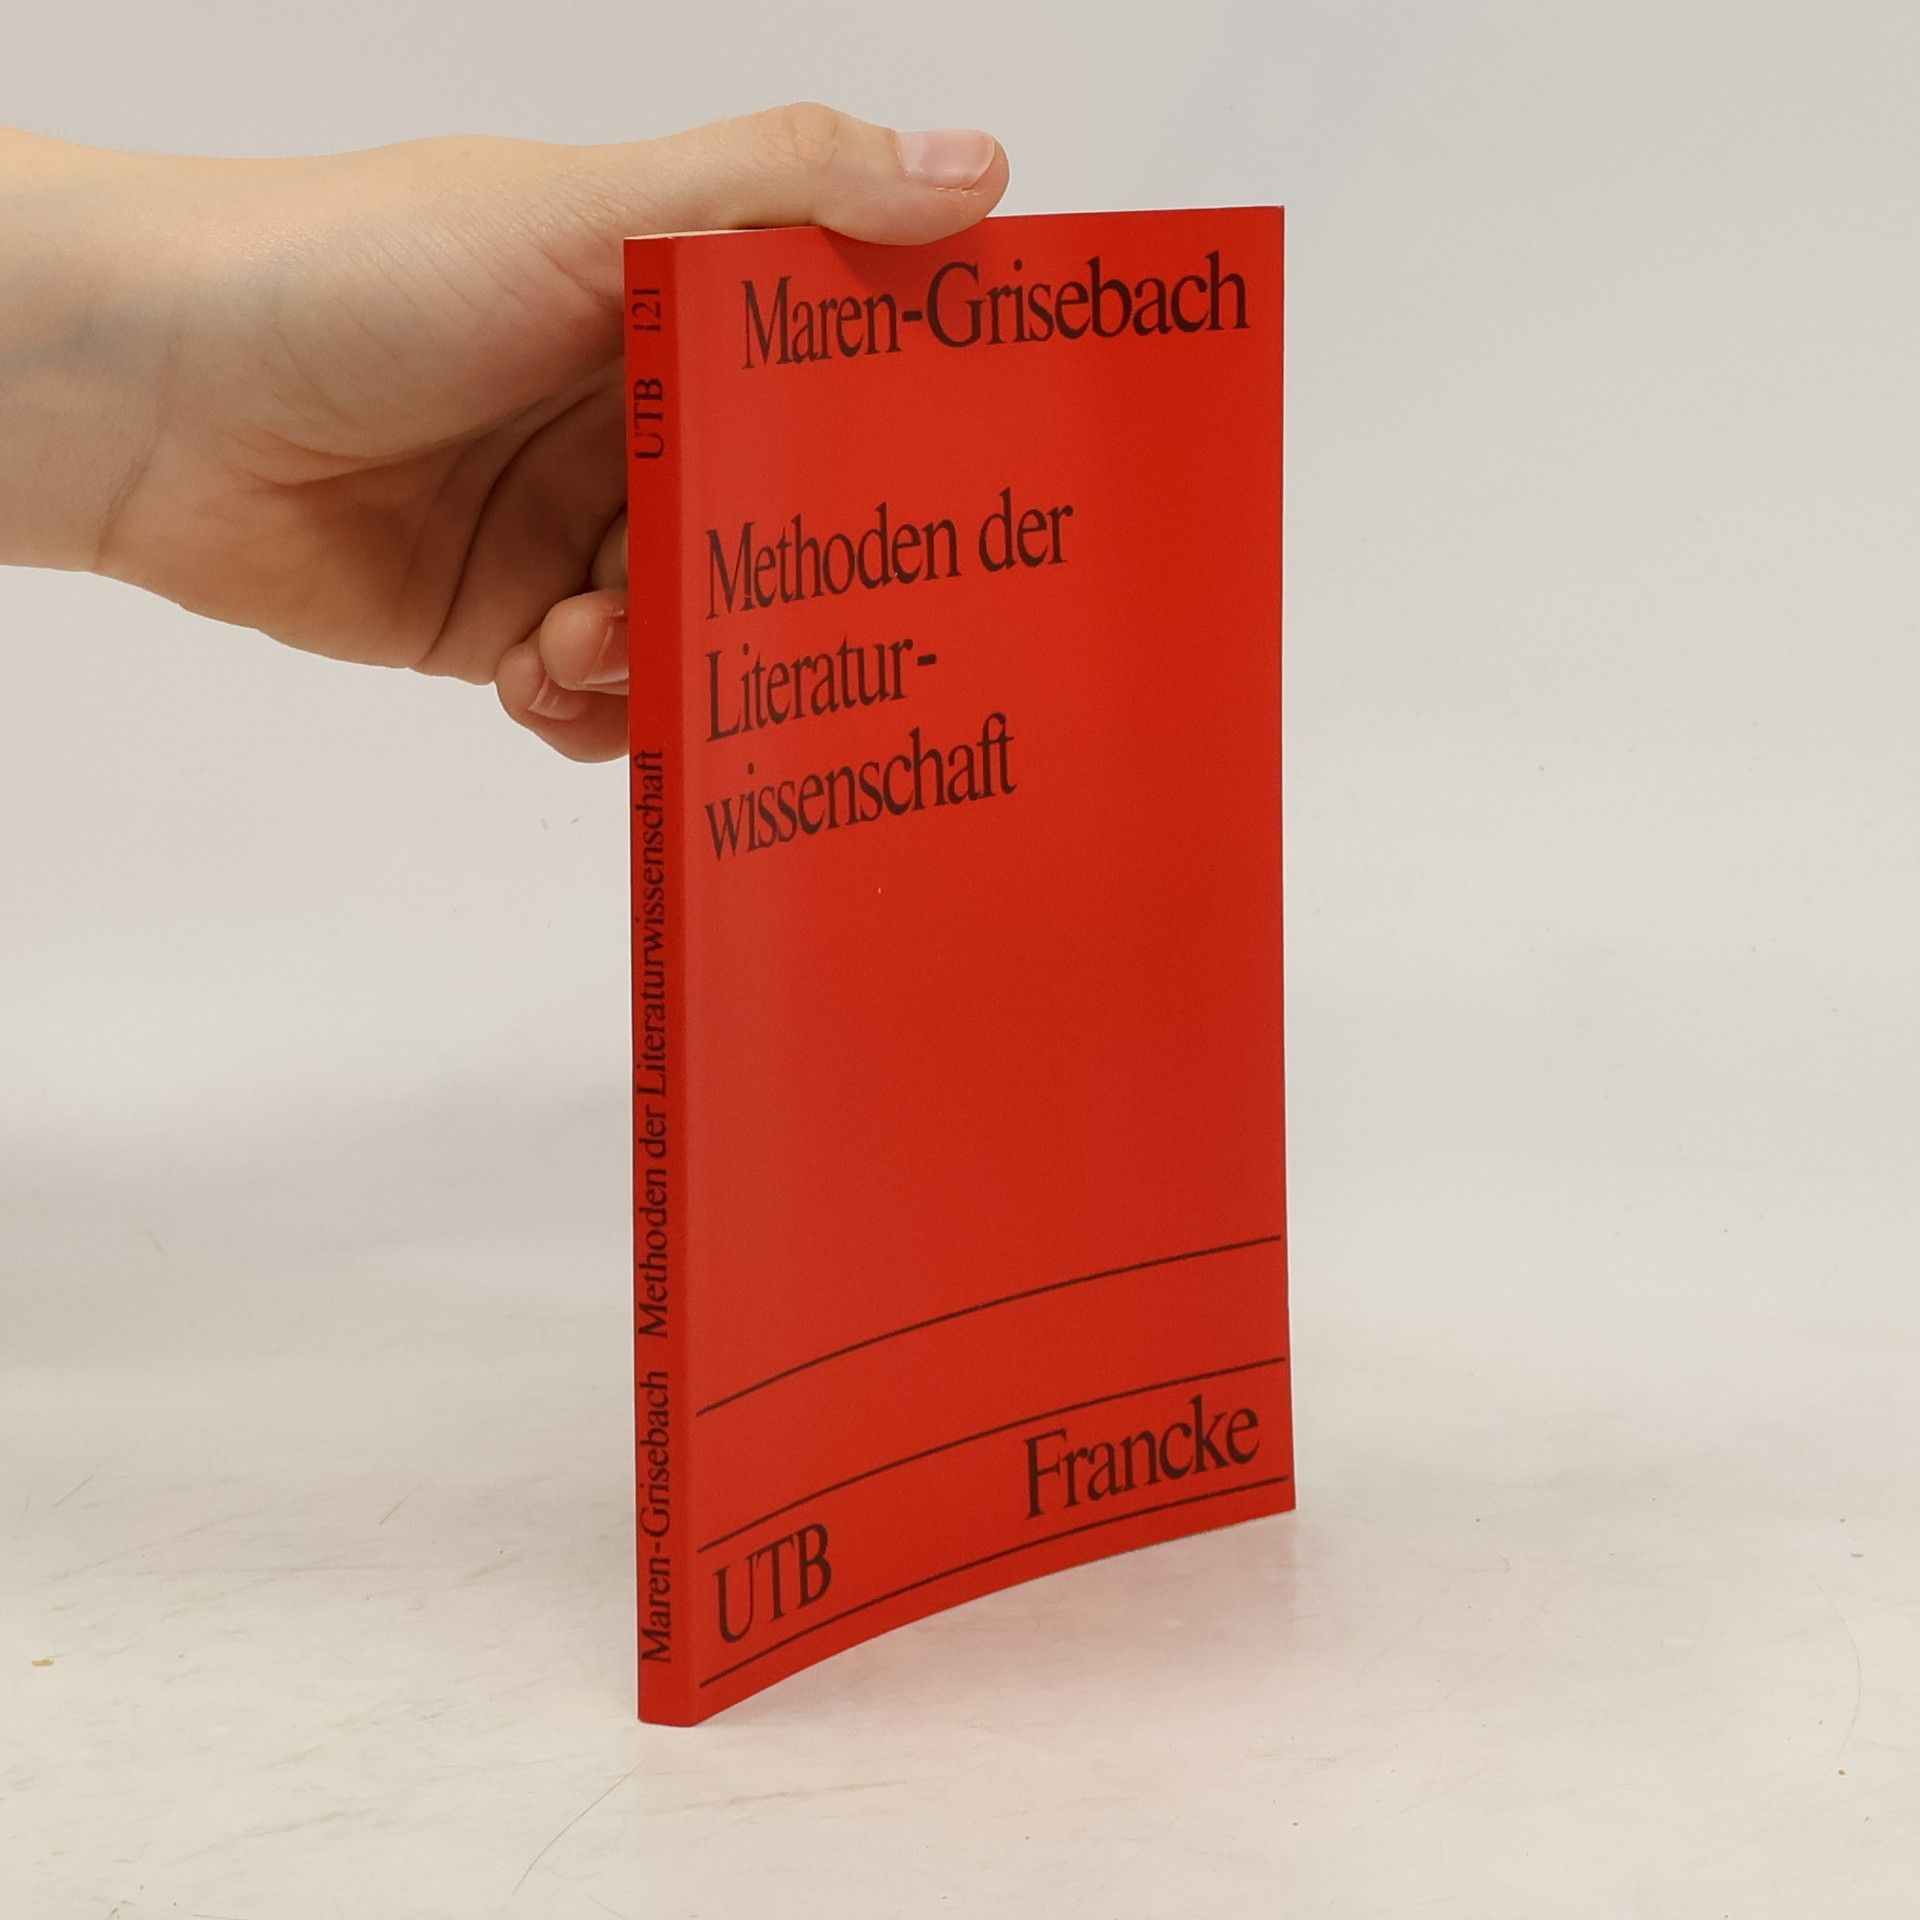 Maren-Grisebach
Methoden der
Literatur-
wissenschaft
Francke
UTB
Maren-Grisebach Methoden der Literaturwissenschaft UTB 121